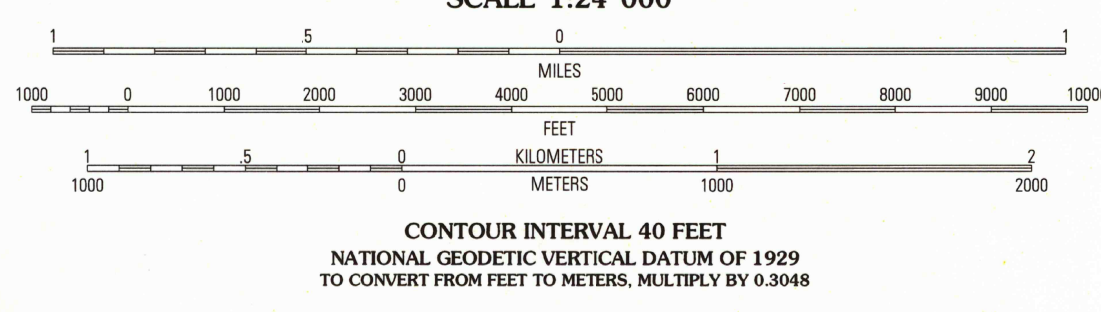 SCALE 1:24 000
1 .5 0 1
MILES
1000 0 1000 2000 3000 4000 5000 6000 7000 8000 9000 10000
FEET
1 .5 0 KILOMETERS 1 2
1000 0 METERS 1000 2000
CONTOUR INTERVAL 40 FEET
NATIONAL GEODETIC VERTICAL DATUM OF 1929
TO CONVERT FROM FEET TO METERS, MULTIPLY BY 0.3048